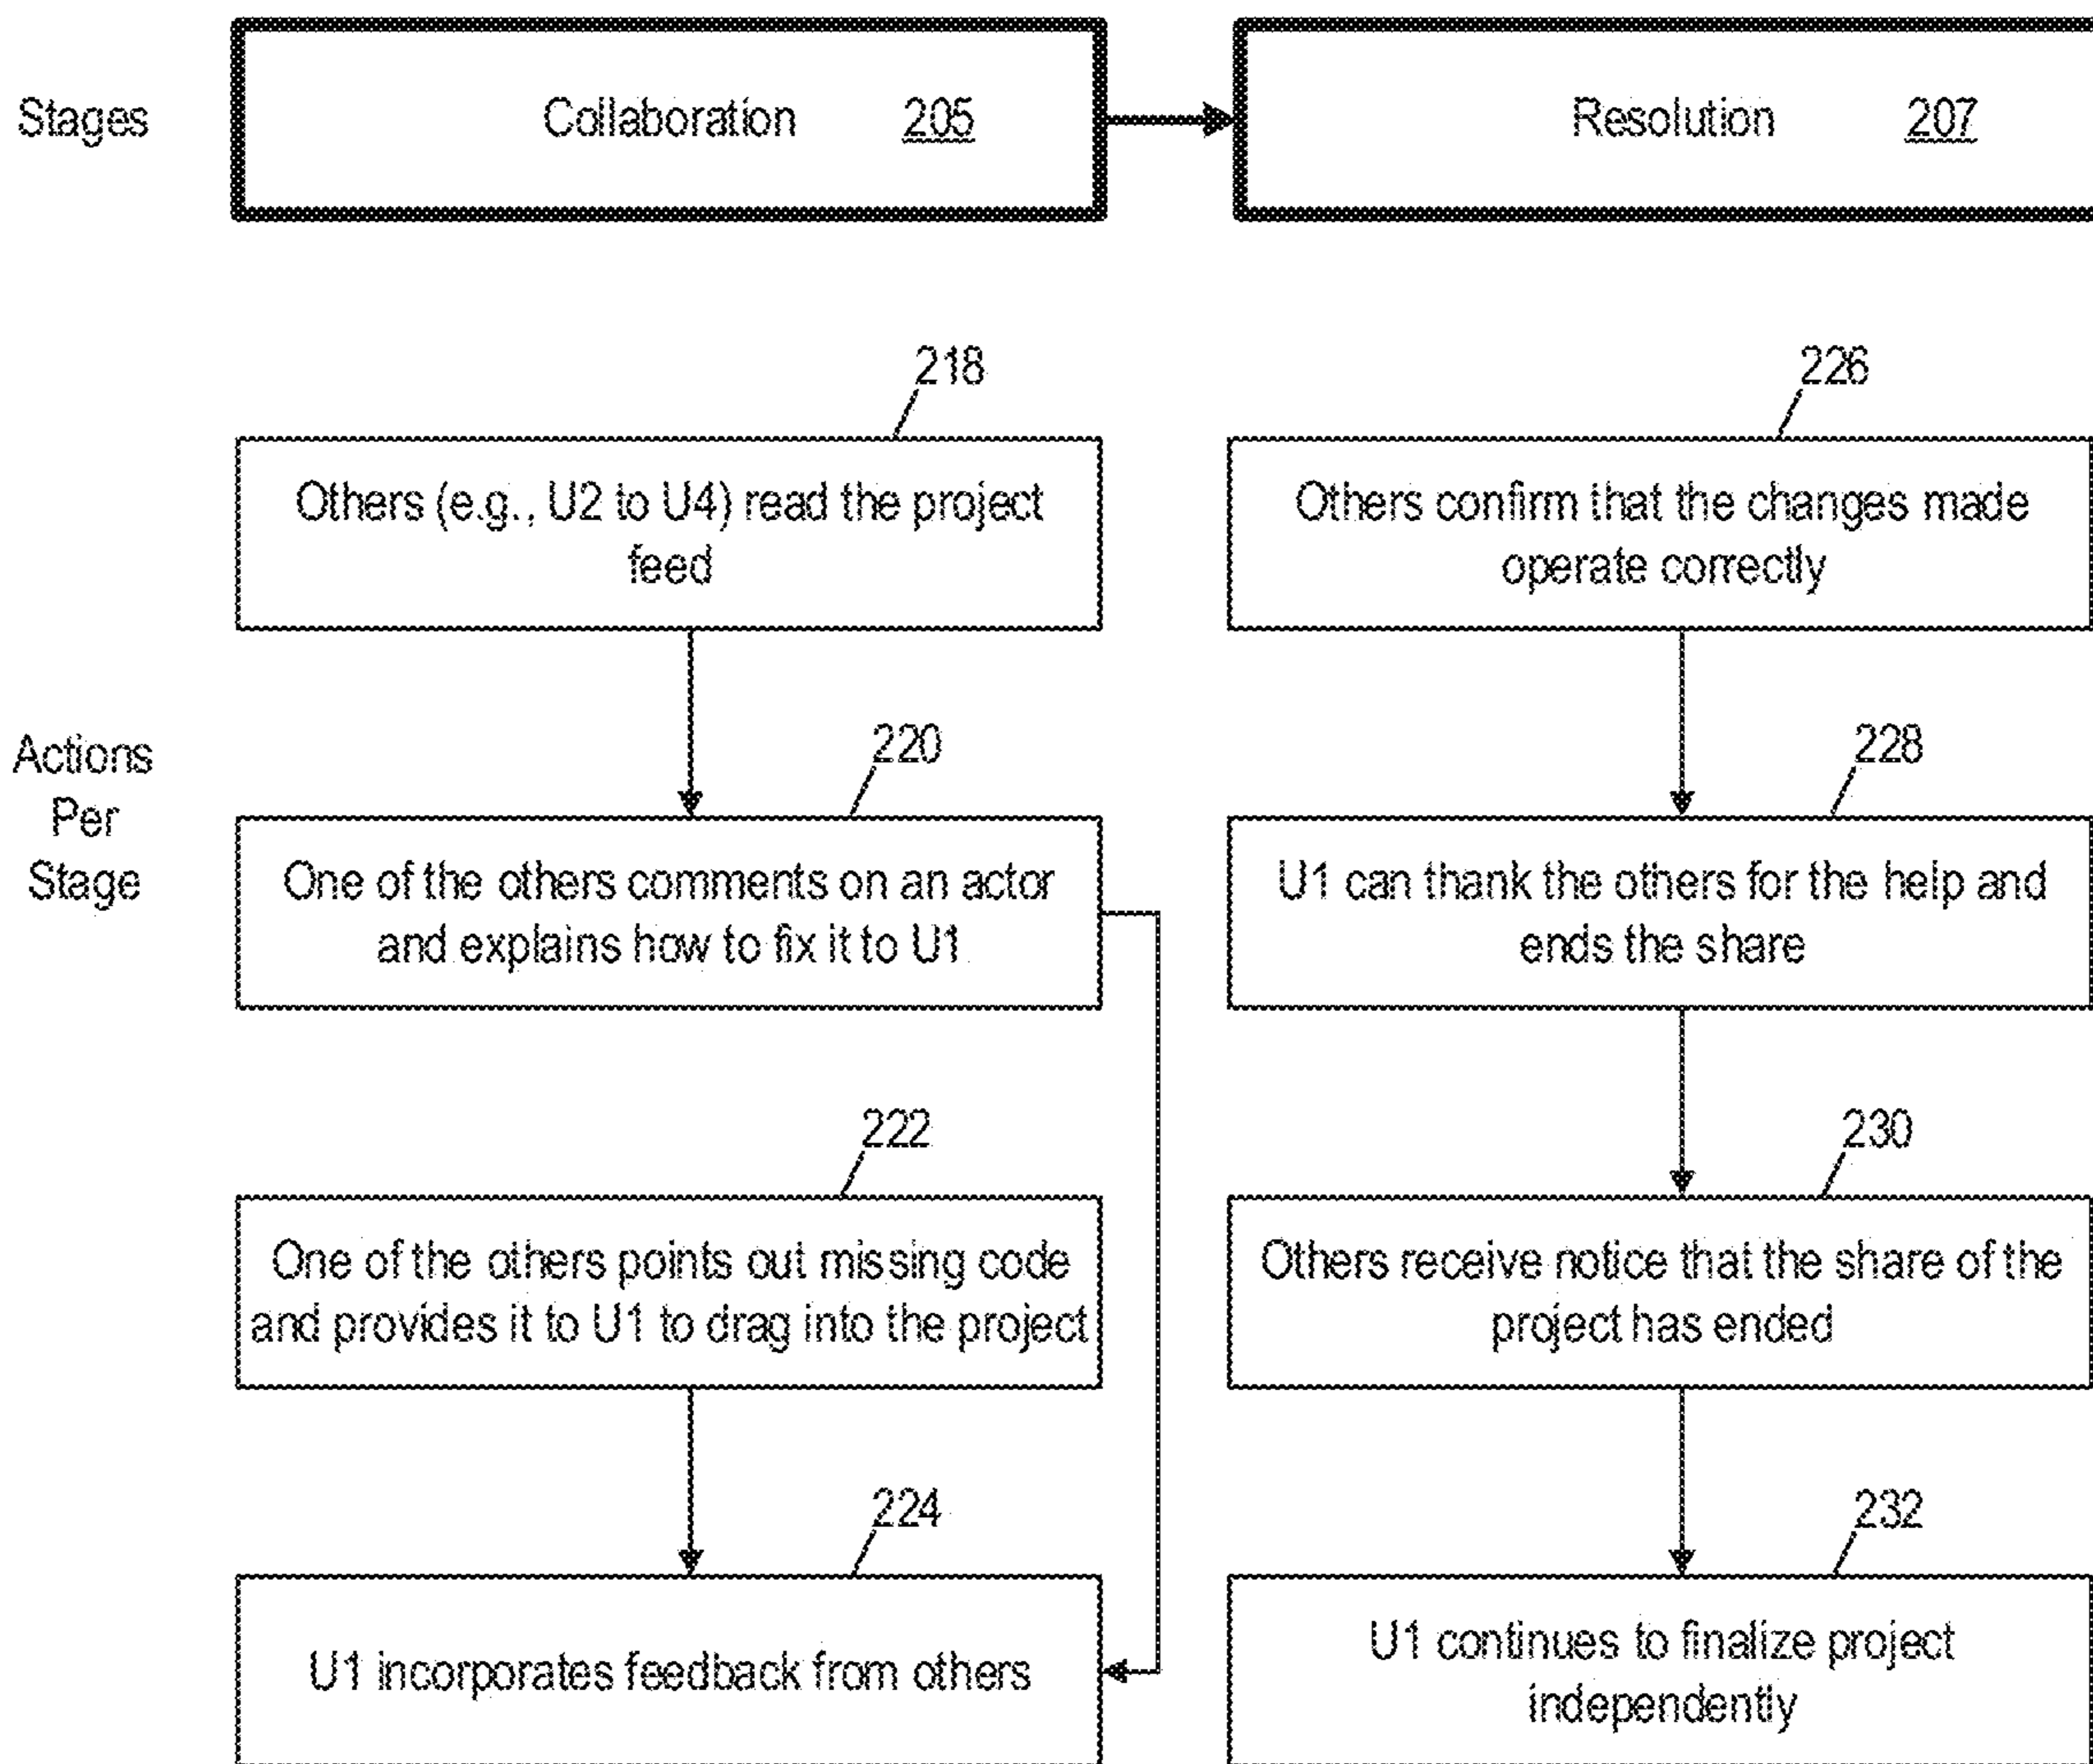 Stages
Collaboration 205
Resolution 207
Actions
Per
Stage
218
Others (e.g., U2 to U4) read the project
feed
220
One of the others comments on an actor
and explains how to fix it to U1
222
One of the others points out missing code
and provides it to U1 to drag into the project
224
U1 incorporates feedback from others
226
Others confirm that the changes made
operate correctly
228
U1 can thank the others for the help and
ends the share
230
Others receive notice that the share of the
project has ended
232
U1 continues to finalize project
independently